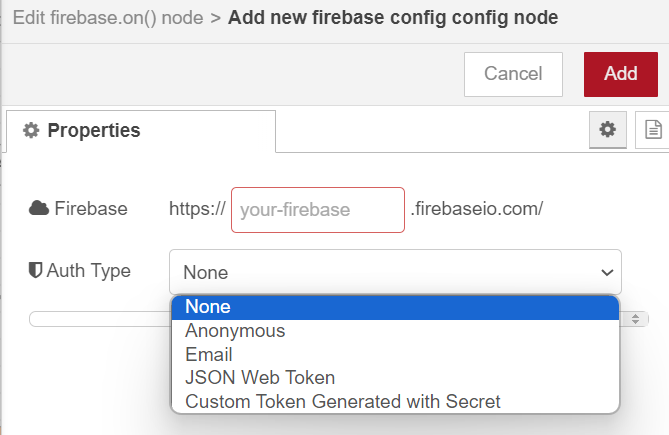 Edit firebase.on() node > Add new firebase config config node
Cancel
Add
Properties
Firebase https:// your-firebase .firebaseio.com/
Auth Type None
None
Anonymous
Email
JSON Web Token
Custom Token Generated with Secret